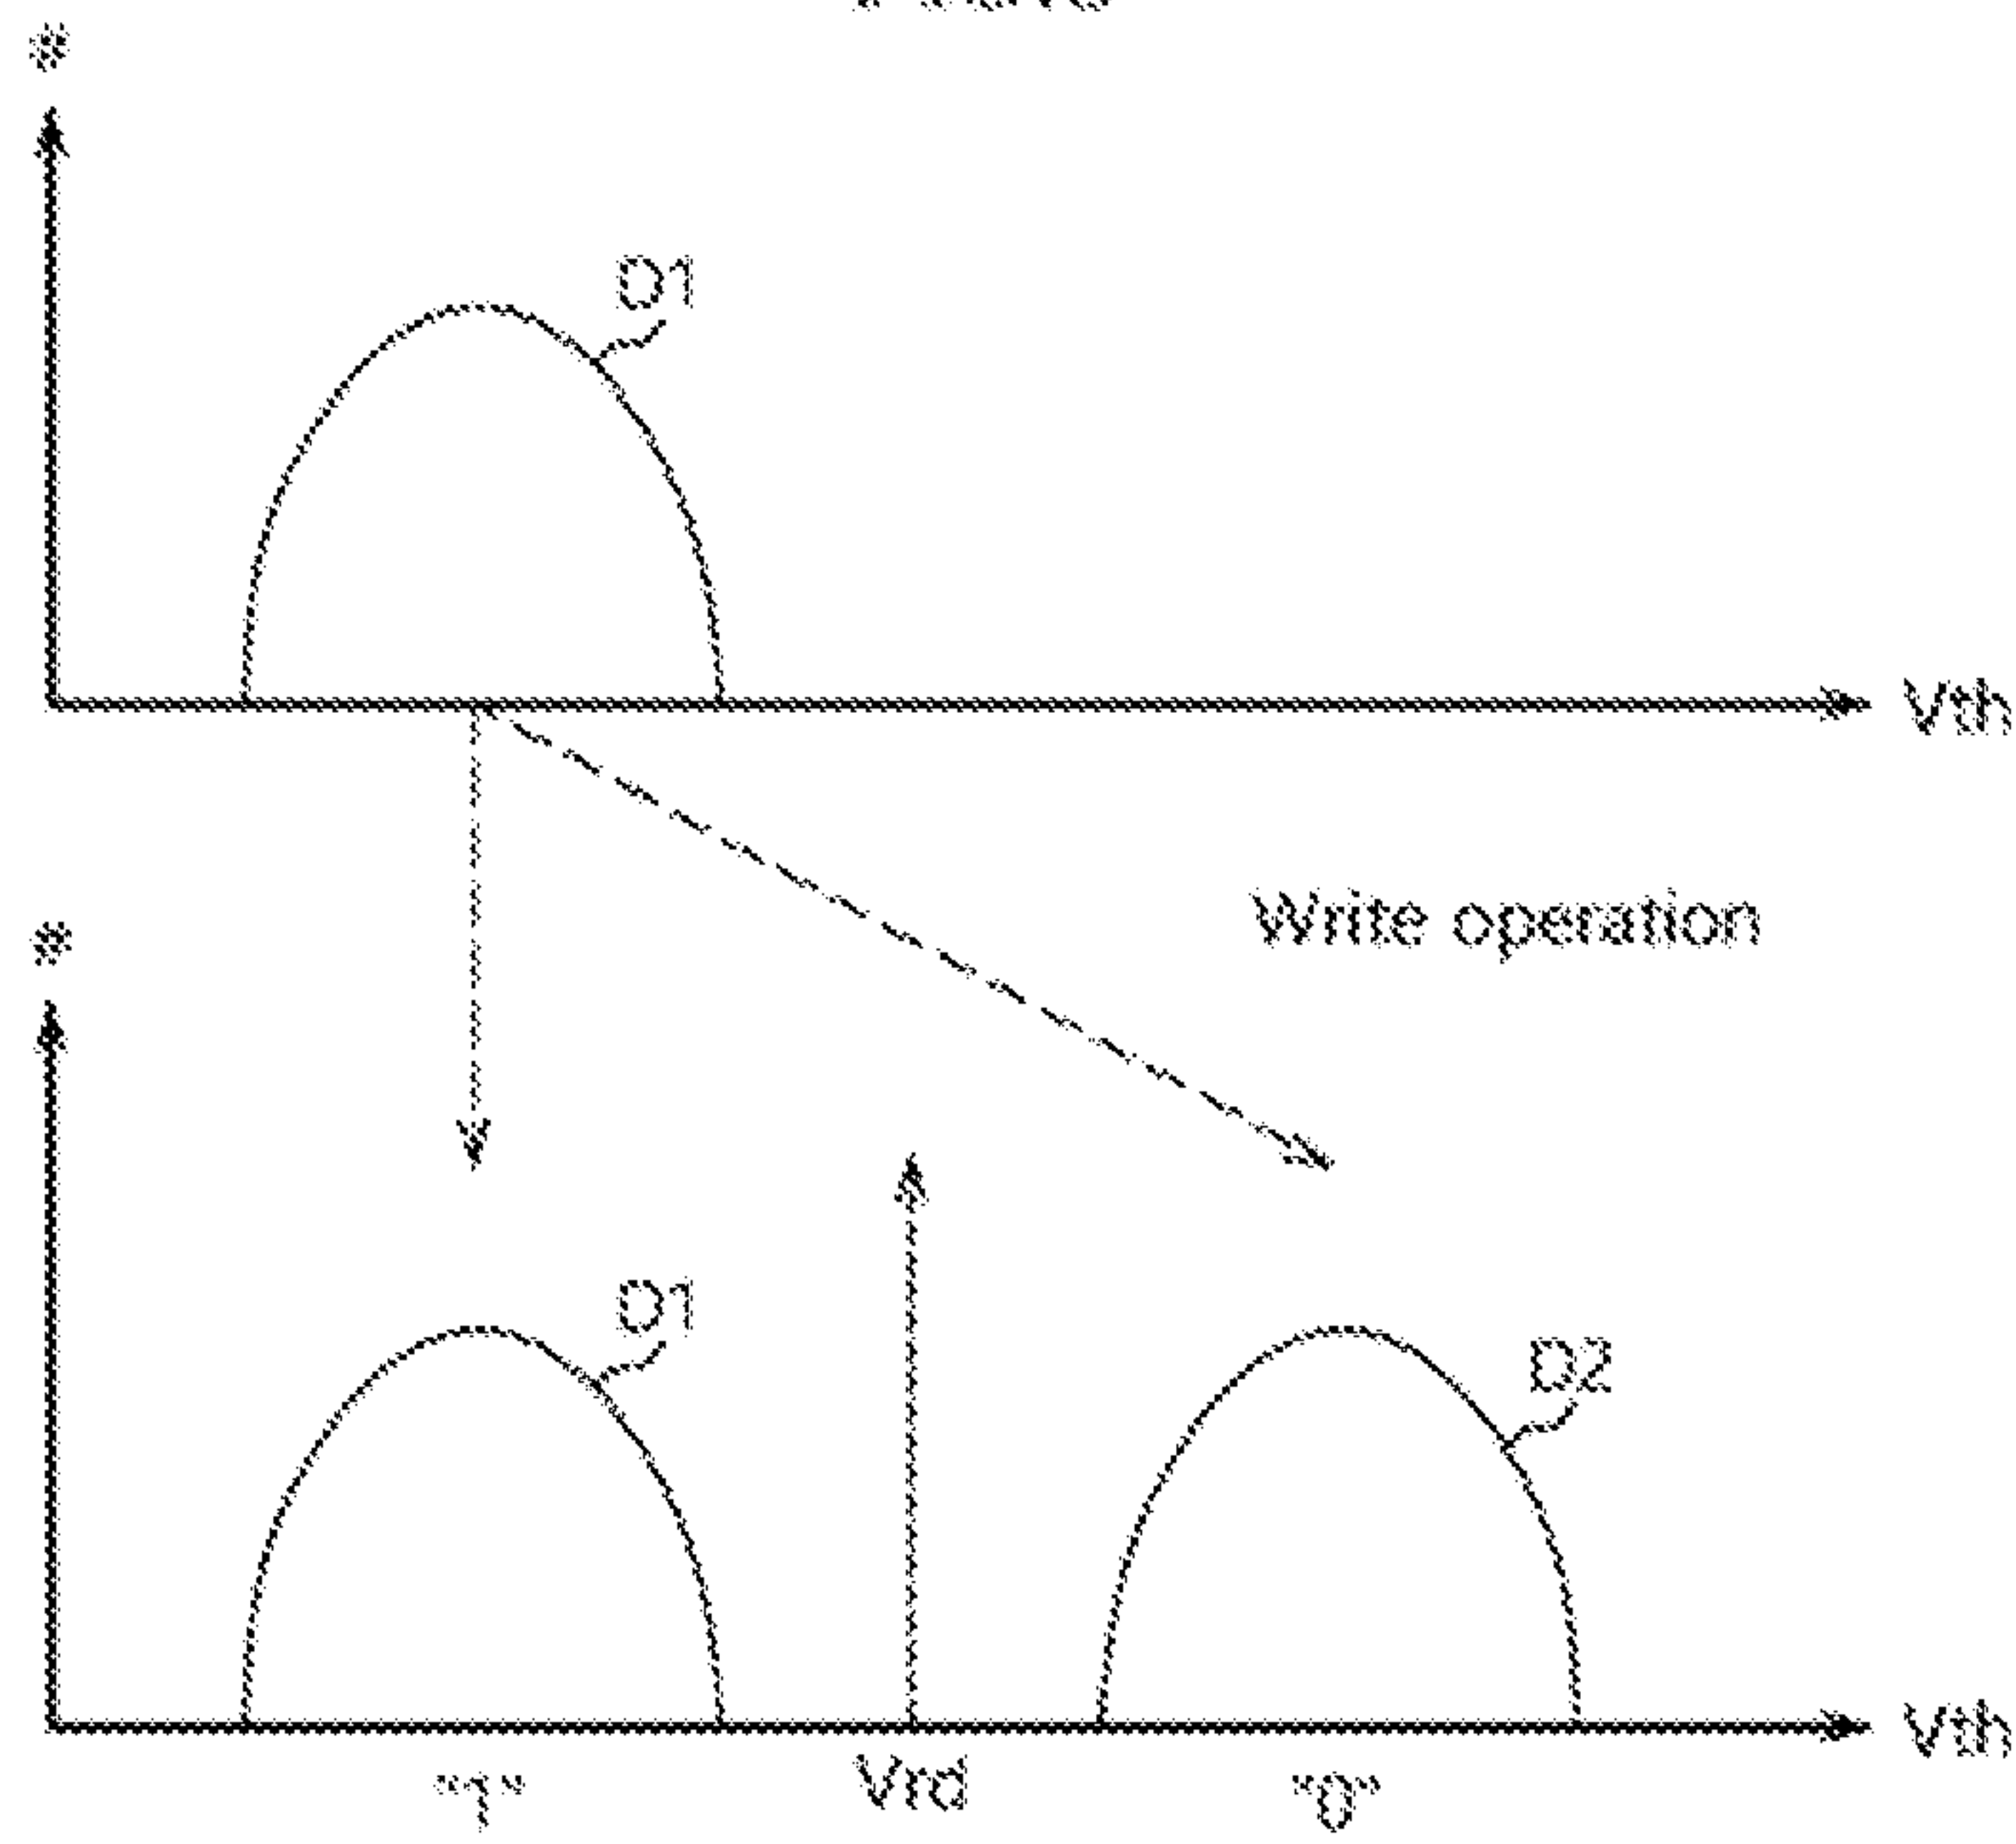 #
D1
Vth
Write operation
#
D1
D2
Vth
"1"
Vrd
"0"